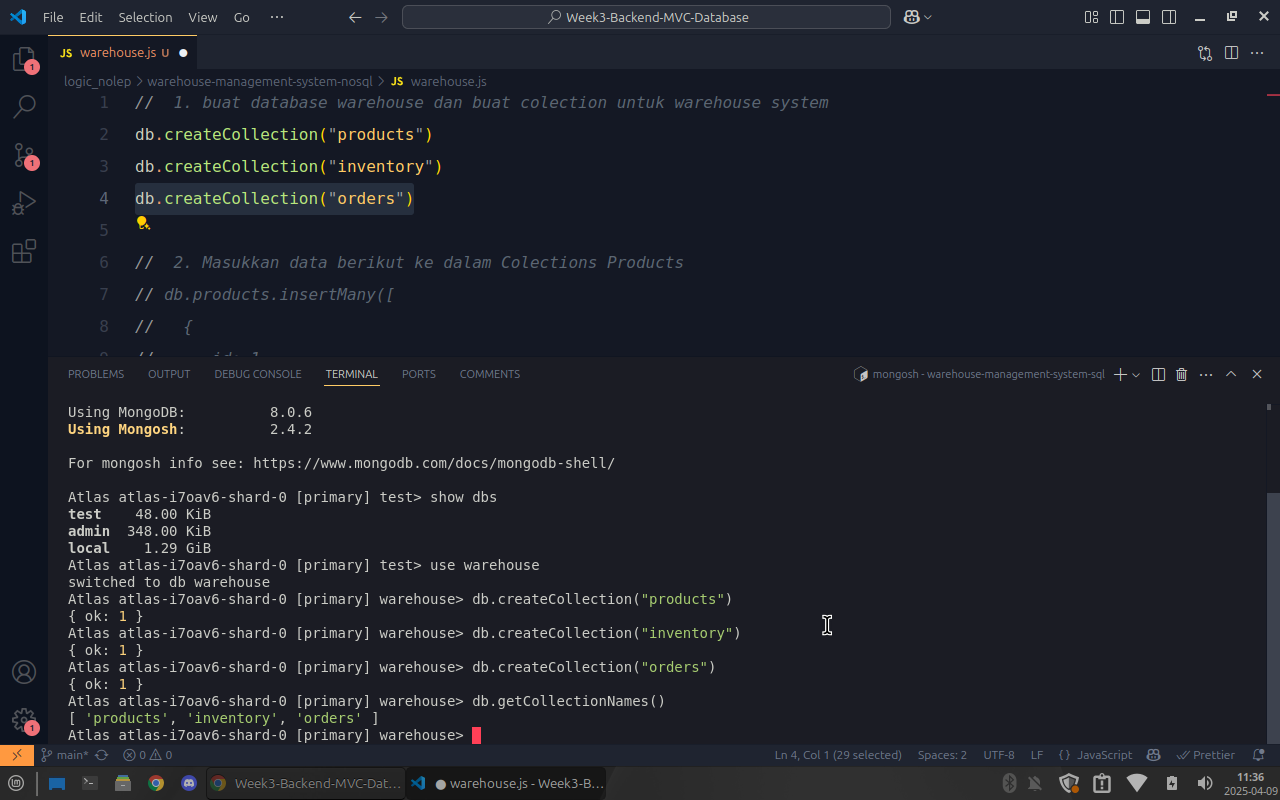 File Edit Selection View Go ··· Week3-Backend-MVC-Database
JS warehouse.js U
logic_nolep > warehouse-management-system-nosql > JS warehouse.js
1 // 1. buat database warehouse dan buat colection untuk warehouse system
2 db.createCollection("products")
3 db.createCollection("inventory")
4 db.createCollection("orders")
5
6 // 2. Masukkan data berikut ke dalam Colections Products
7 // db.products.insertMany([
8 // {
PROBLEMS OUTPUT DEBUG CONSOLE TERMINAL PORTS COMMENTS mongosh - warehouse-management-system-sql
Using MongoDB: 8.0.6
Using Mongosh: 2.4.2
For mongosh info see: https://www.mongodb.com/docs/mongodb-shell/
Atlas atlas-i7oav6-shard-0 [primary] test> show dbs
test 48.00 KiB
admin 348.00 KiB
local 1.29 GiB
Atlas atlas-i7oav6-shard-0 [primary] test> use warehouse
switched to db warehouse
Atlas atlas-i7oav6-shard-0 [primary] warehouse> db.createCollection("products")
{ ok: 1 }
Atlas atlas-i7oav6-shard-0 [primary] warehouse> db.createCollection("inventory")
{ ok: 1 }
Atlas atlas-i7oav6-shard-0 [primary] warehouse> db.createCollection("orders")
{ ok: 1 }
Atlas atlas-i7oav6-shard-0 [primary] warehouse> db.getCollectionNames()
[ 'products', 'inventory', 'orders' ]
Atlas atlas-i7oav6-shard-0 [primary] warehouse>
1
1
1
main* 0 0 Ln 4, Col 1 (29 selected) Spaces: 2 UTF-8 LF {} JavaScript Prettier
Week3-Backend-MVC-Dat... ● warehouse.js - Week3-B... 11:36
2025-04-09